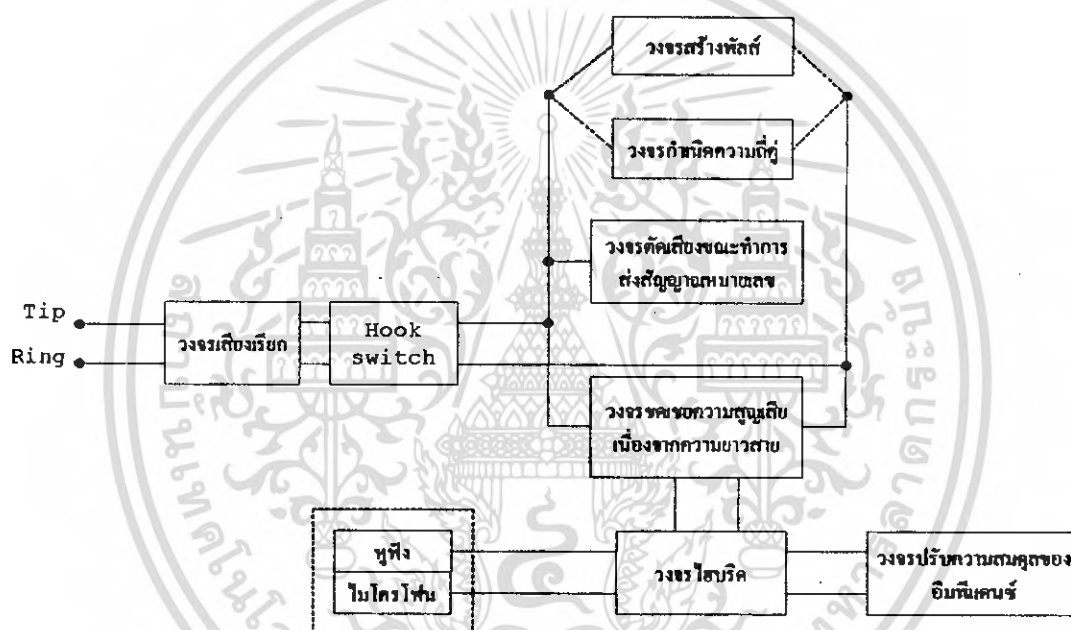 วงจรสร้างพัลส์
วงจรกำเนิดความถี่คู่
วงจรตัดเสียงขณะทำการ
ส่งสัญญาณหมายเลข
Tip
Ring
วงจรเสียงเรียก
Hook
switch
วงจรชดเชยความสูญเสีย
เนื่องจากความยาวสาย
หูฟัง
ไมโครโฟน
วงจรไฮบริด
วงจรปรับความสมดุลของ
อิมพีแดนซ์